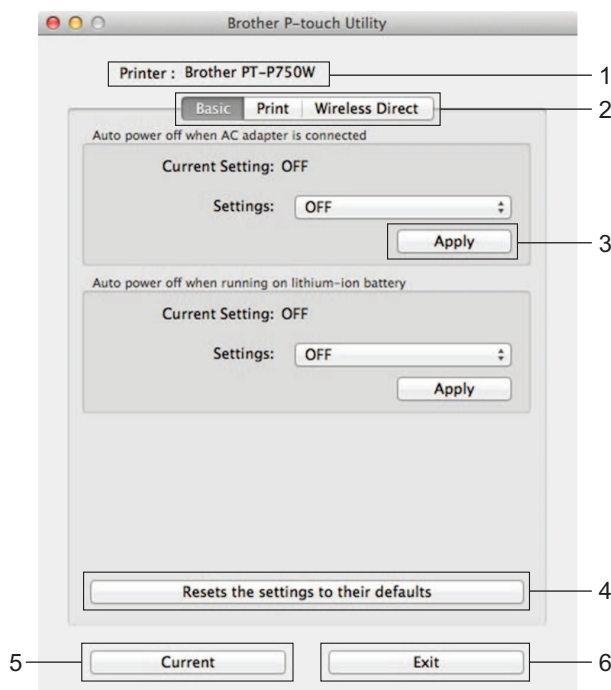 Brother P-touch Utility
Printer : Brother PT-P750W
1
Basic Print Wireless Direct
2
Auto power off when AC adapter is connected
Current Setting: OFF
Settings: OFF
Apply
3
Auto power off when running on lithium-ion battery
Current Setting: OFF
Settings: OFF
Apply
Resets the settings to their defaults
4
5
Current
Exit
6